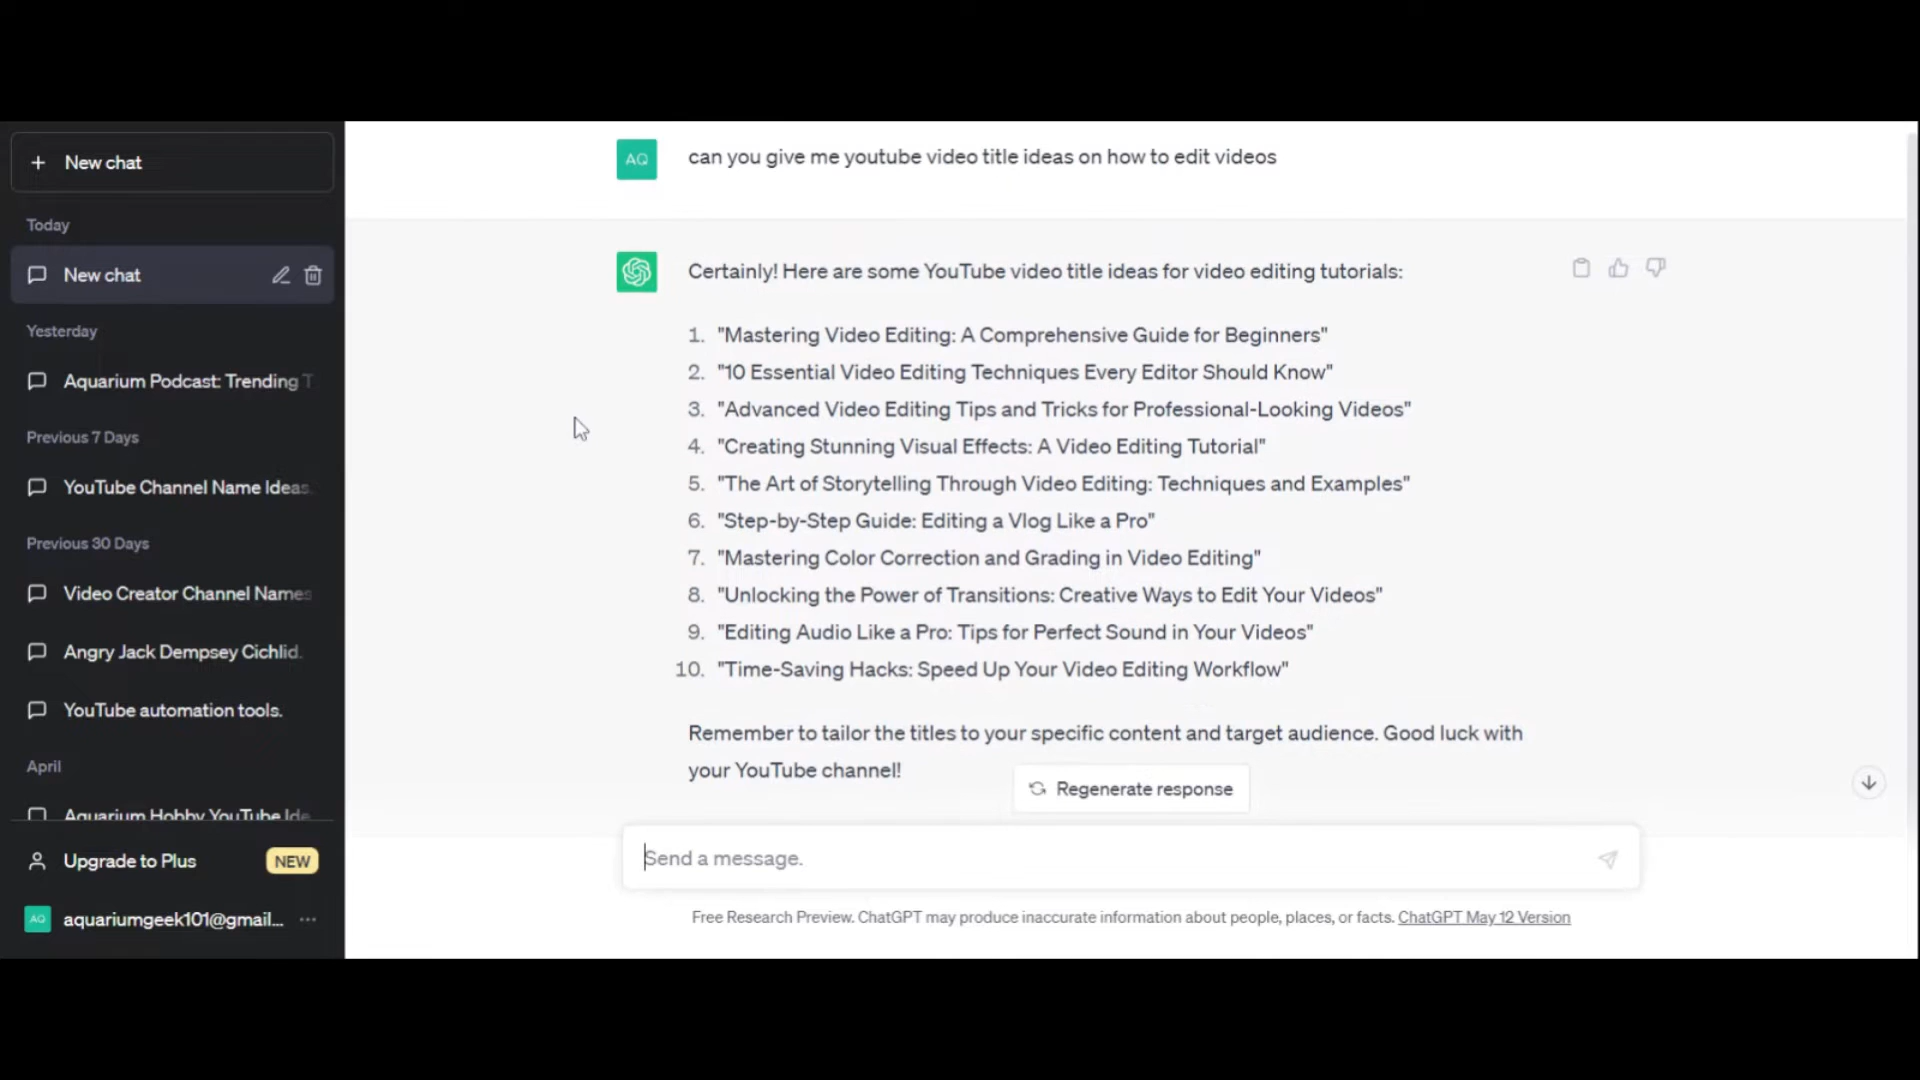 New chat
Today
New chat
Yesterday
Aquarium Podcast: Trending T
Previous 7 Days
YouTube Channel Name Ideas.
Previous 30 Days
Video Creator Channel Names
Angry Jack Dempsey Cichlid.
YouTube automation tools.
April
Aquarium Hobby YouTube Ide
Upgrade to Plus NEW
AQ aquariumgeek101@gmail...
AQ can you give me youtube video title ideas on how to edit videos
Certainly! Here are some YouTube video title ideas for video editing tutorials:
1. "Mastering Video Editing: A Comprehensive Guide for Beginners"
2. "10 Essential Video Editing Techniques Every Editor Should Know"
3. "Advanced Video Editing Tips and Tricks for Professional-Looking Videos"
4. "Creating Stunning Visual Effects: A Video Editing Tutorial"
5. "The Art of Storytelling Through Video Editing: Techniques and Examples"
6. "Step-by-Step Guide: Editing a Vlog Like a Pro"
7. "Mastering Color Correction and Grading in Video Editing"
8. "Unlocking the Power of Transitions: Creative Ways to Edit Your Videos"
9. "Editing Audio Like a Pro: Tips for Perfect Sound in Your Videos"
10. "Time-Saving Hacks: Speed Up Your Video Editing Workflow"
Remember to tailor the titles to your specific content and target audience. Good luck with
your YouTube channel!
Regenerate response
Send a message.
Free Research Preview. ChatGPT may produce inaccurate information about people, places, or facts. ChatGPT May 12 Version